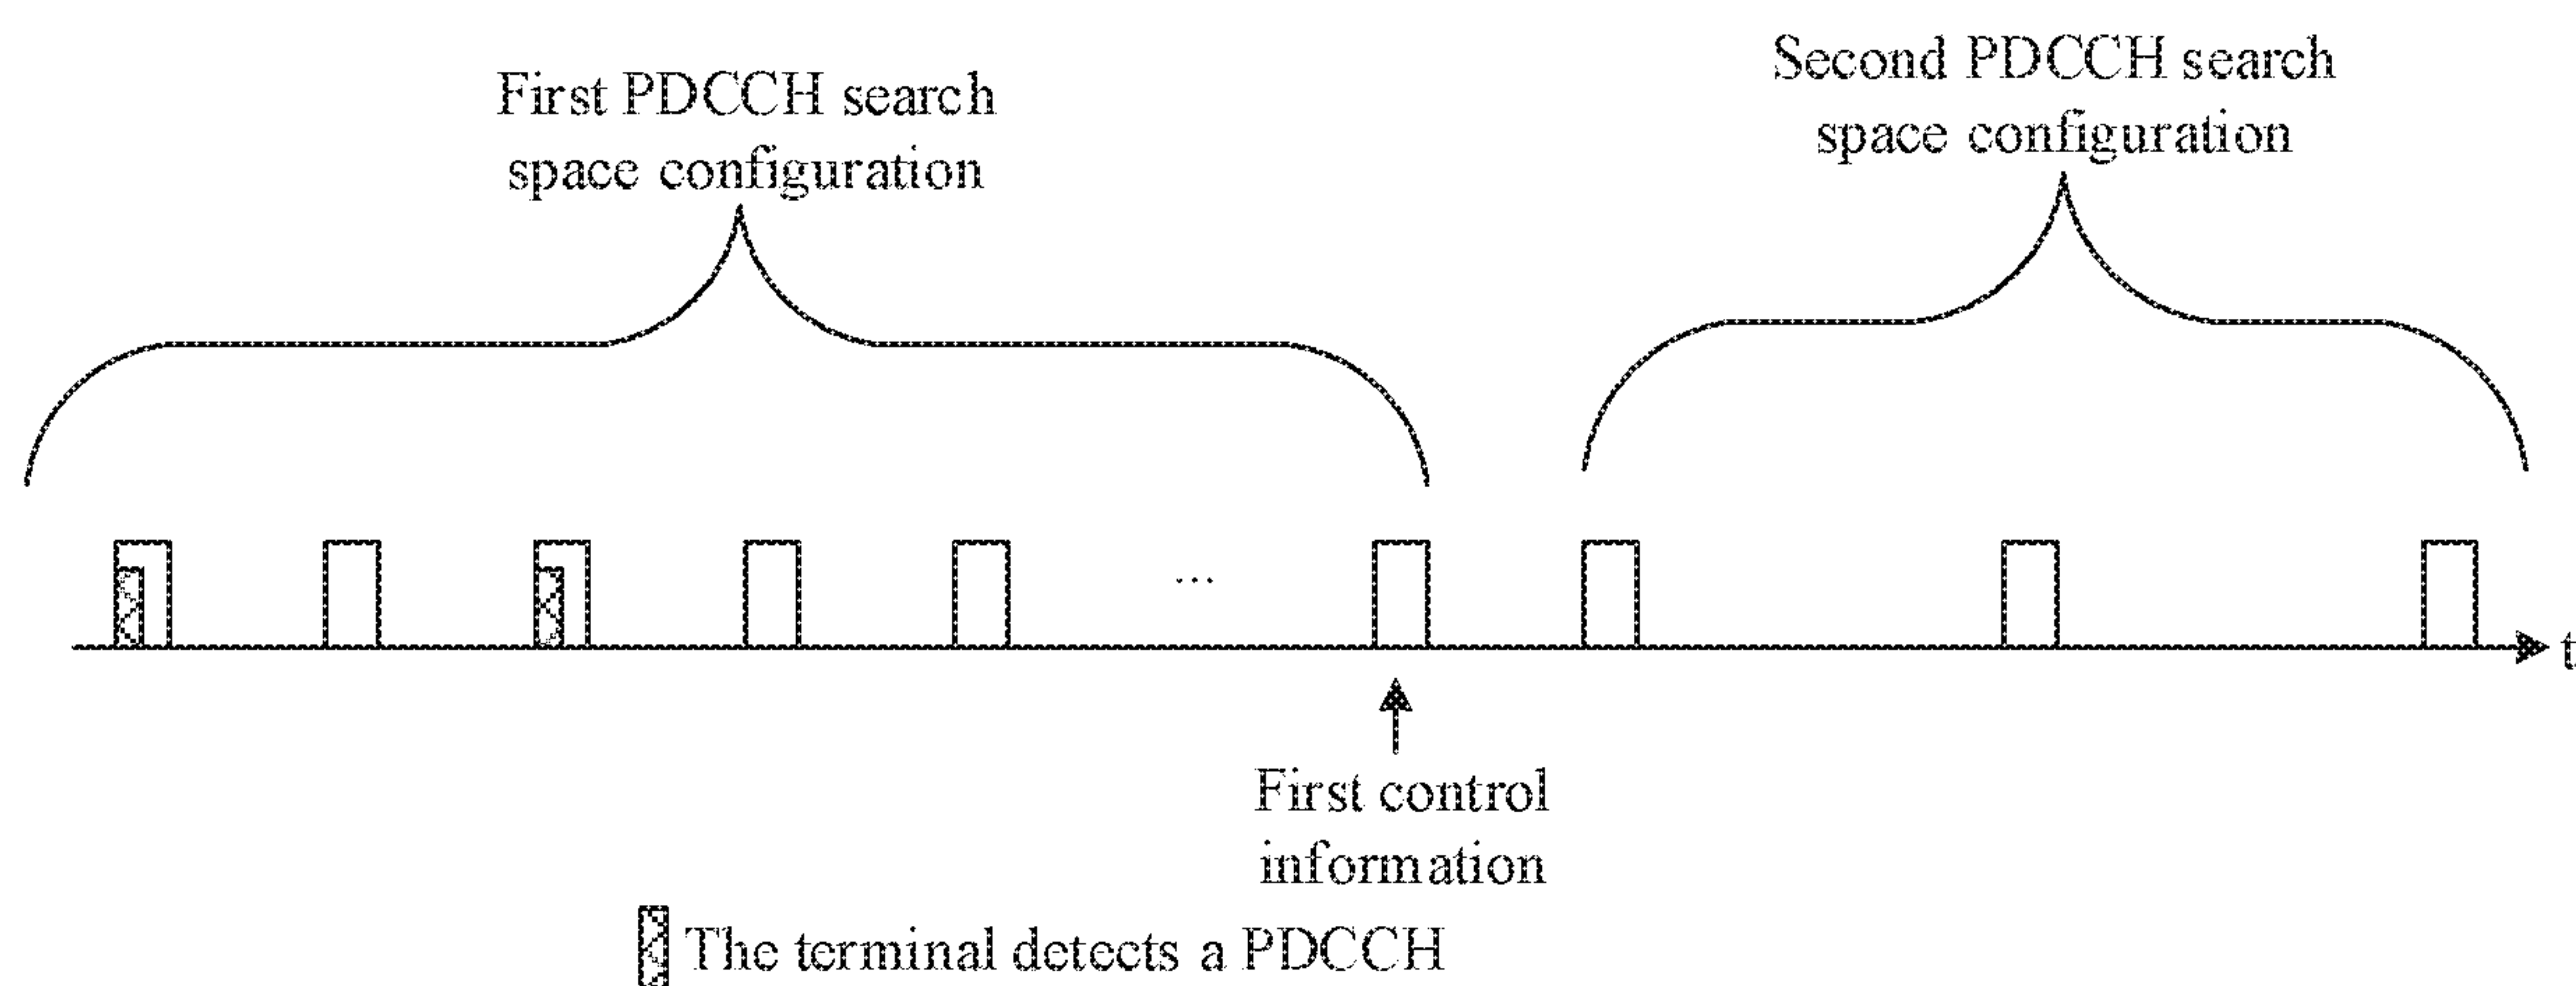 First PDCCH search
space configuration
Second PDCCH search
space configuration
...
t
First control
information
The terminal detects a PDCCH